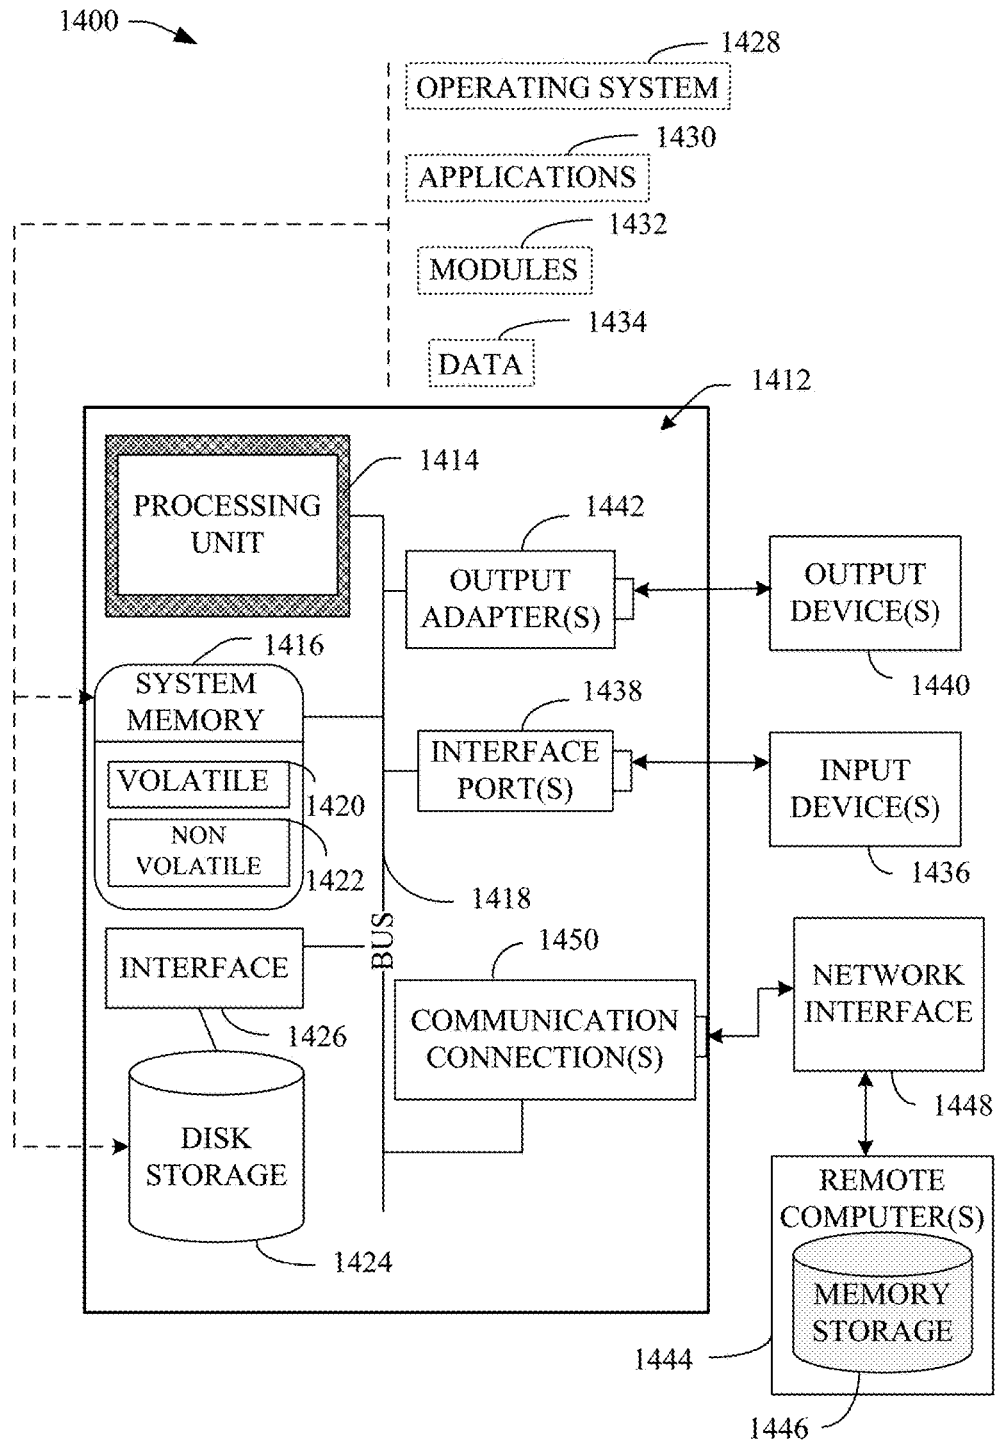 1400
1428
OPERATING SYSTEM
1430
APPLICATIONS
1432
MODULES
1434
DATA
1412
1414
PROCESSING
UNIT
1442
OUTPUT
ADAPTER(S)
OUTPUT
DEVICE(S)
1440
1416
SYSTEM
MEMORY
1438
INTERFACE
PORT(S)
INPUT
DEVICE(S)
1436
VOLATILE
1420
NON
VOLATILE
1422
1418
BUS
INTERFACE
1426
1450
COMMUNICATION
CONNECTION(S)
NETWORK
INTERFACE
1448
DISK
STORAGE
1424
REMOTE
COMPUTER(S)
MEMORY
STORAGE
1444
1446